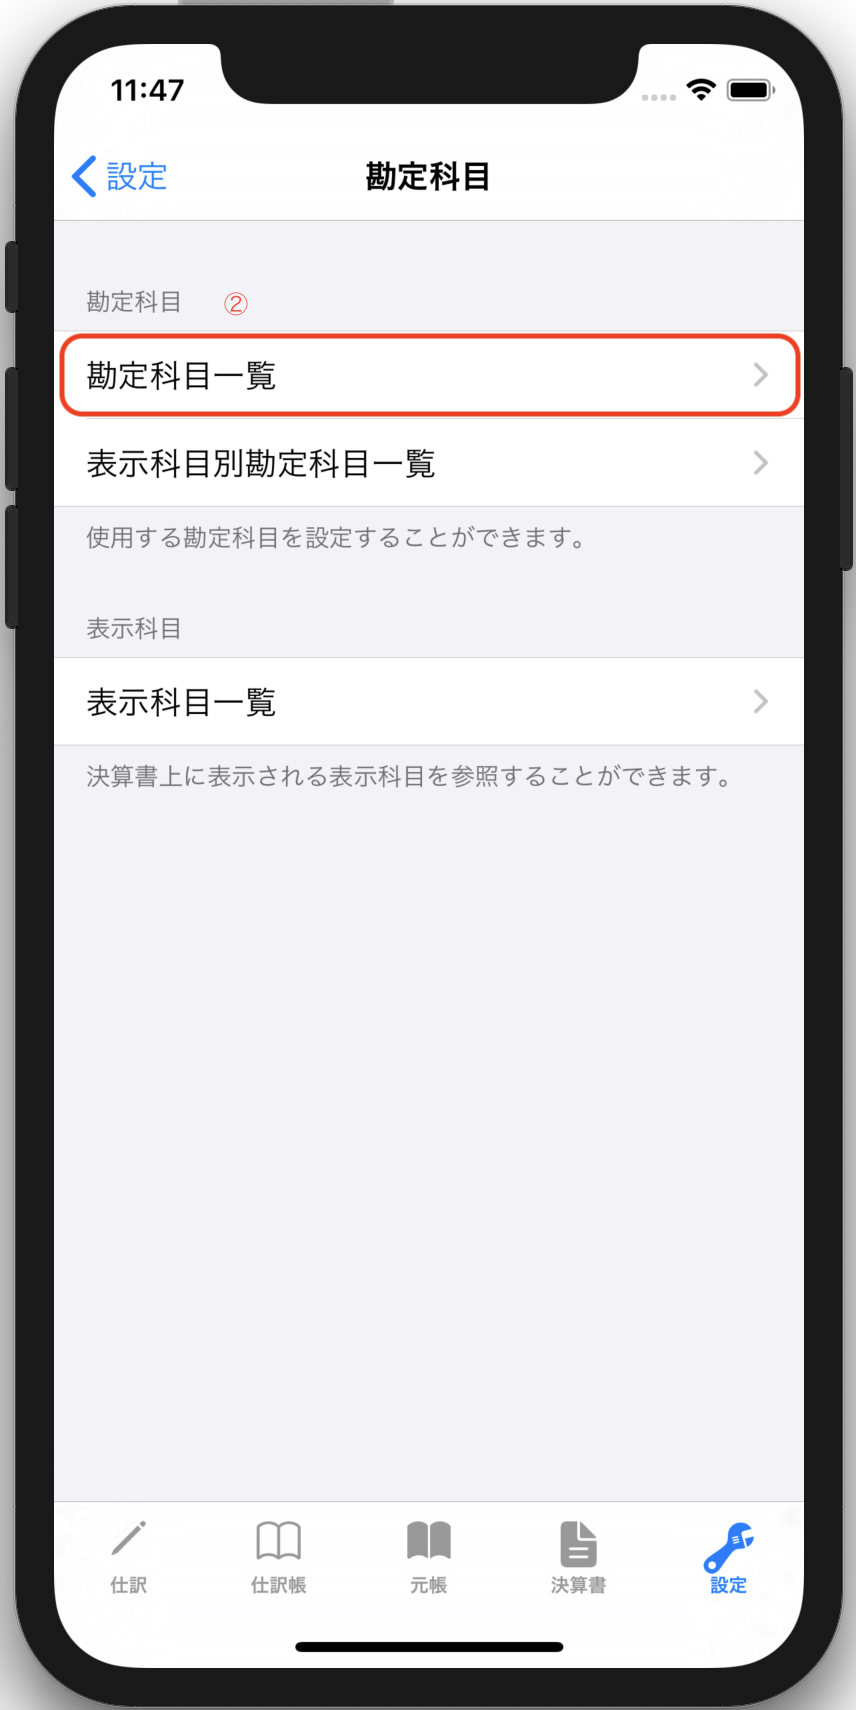 11:47
設定
勘定科目
勘定科目 ②
勘定科目一覧
表示科目別勘定科目一覧
使用する勘定科目を設定することができます。
表示科目
表示科目一覧
決算書上に表示される表示科目を参照することができます。
仕訳 仕訳帳 元帳 決算書 設定